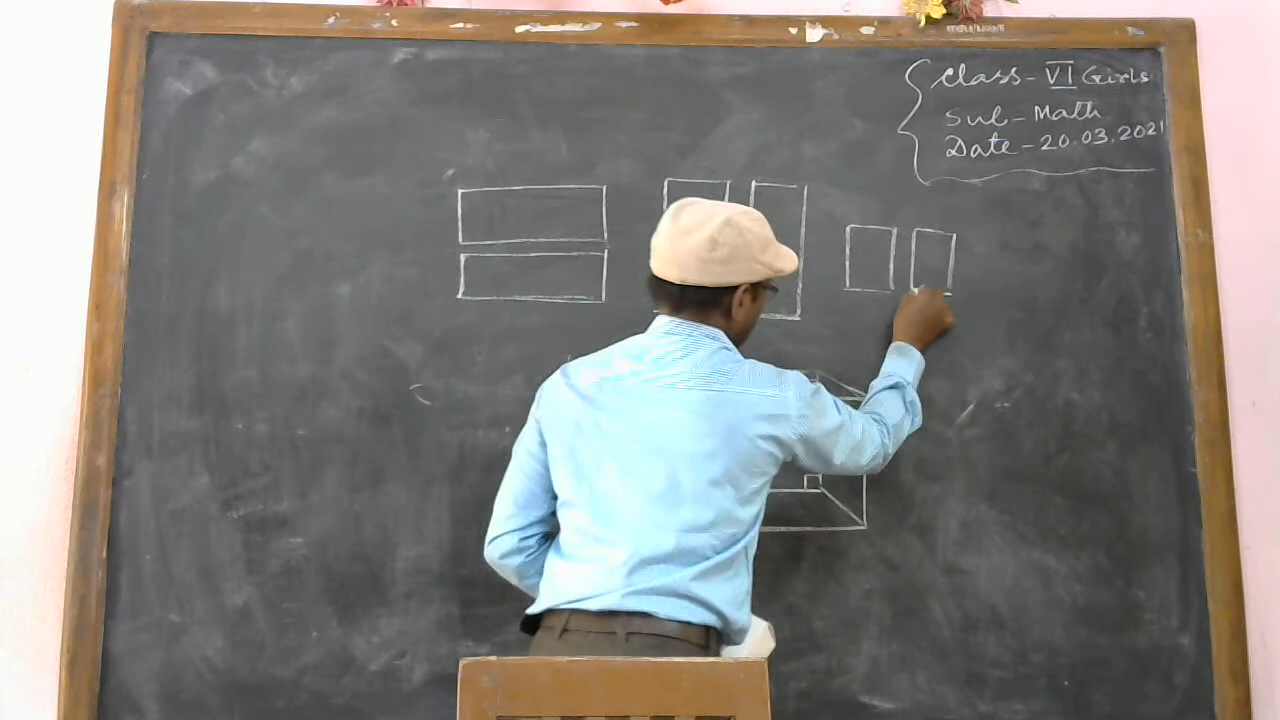 Class - VI Girls
Sub - Math
Date - 20.03.2021